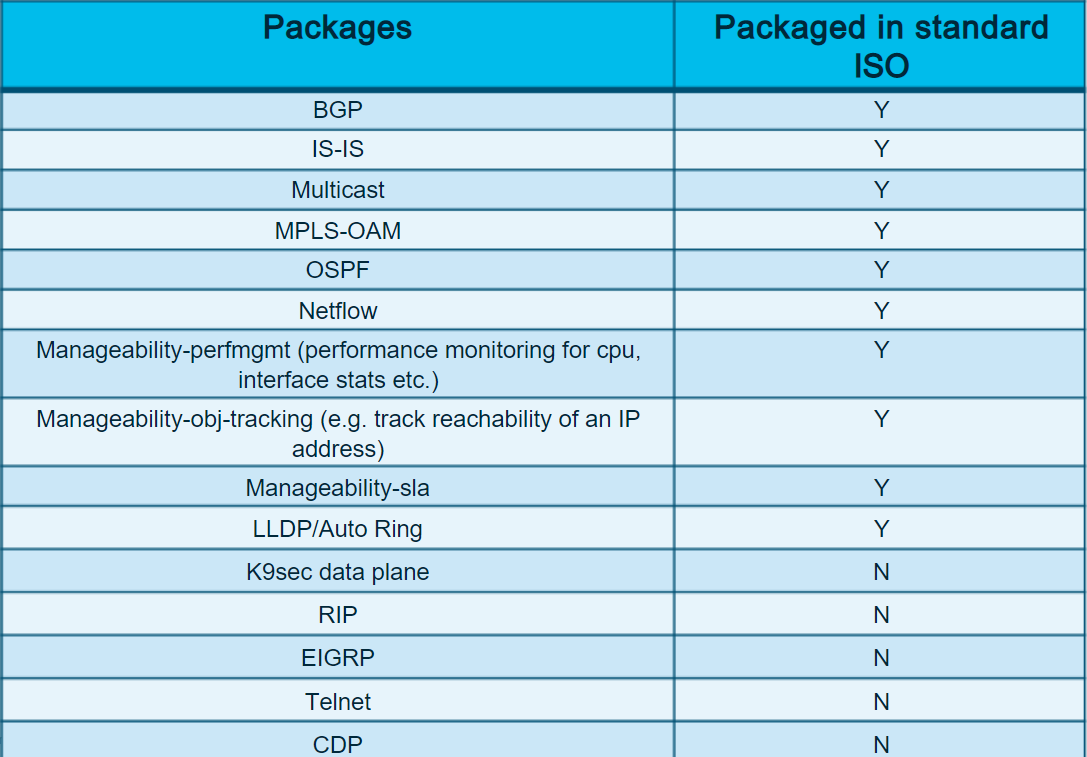 Packages
Packaged in standard
ISO
BGP
Y
IS-IS
Y
Multicast
Y
MPLS-OAM
Y
OSPF
Y
Netflow
Y
Manageability-perfmgmt (performance monitoring for cpu,
interface stats etc.)
Y
Manageability-obj-tracking (e.g. track reachability of an IP
address)
Y
Manageability-sla
Y
LLDP/Auto Ring
Y
K9sec data plane
N
RIP
N
EIGRP
N
Telnet
N
CDP
N